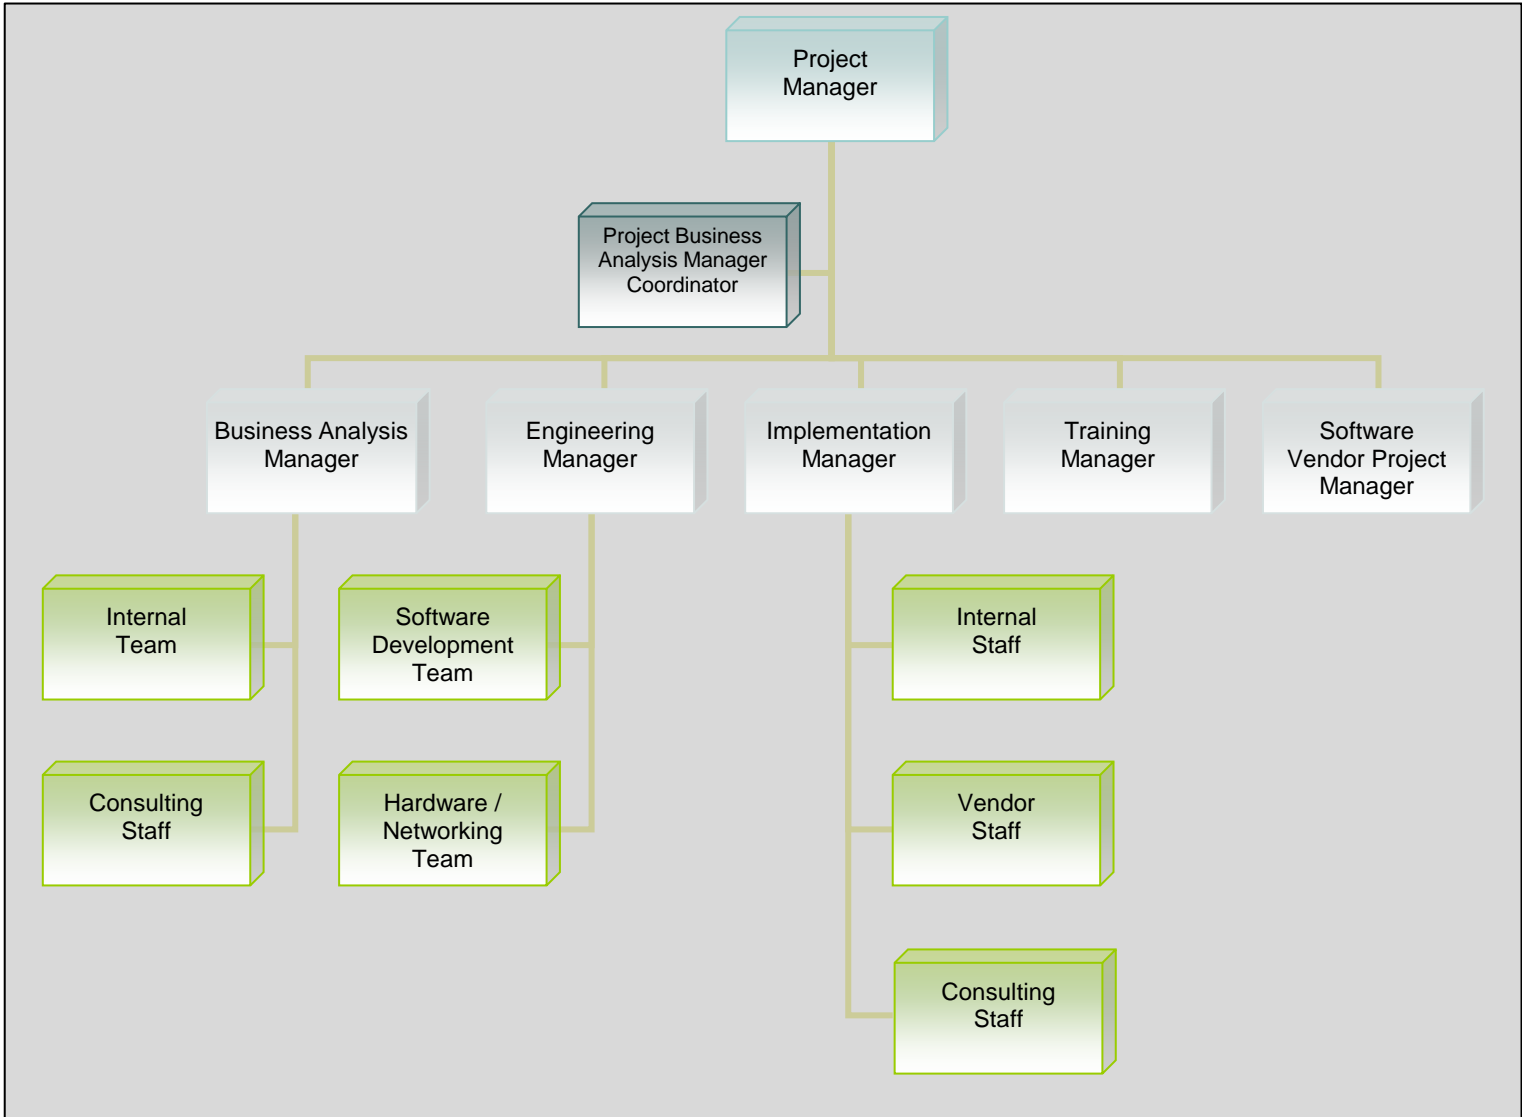 Project
Manager
Project Business
Analysis Manager
Coordinator
Business Analysis
Manager
Engineering
Manager
Implementation
Manager
Training
Manager
Software
Vendor Project
Manager
Internal
Team
Software
Development
Team
Internal
Staff
Consulting
Staff
Hardware /
Networking
Team
Vendor
Staff
Consulting
Staff